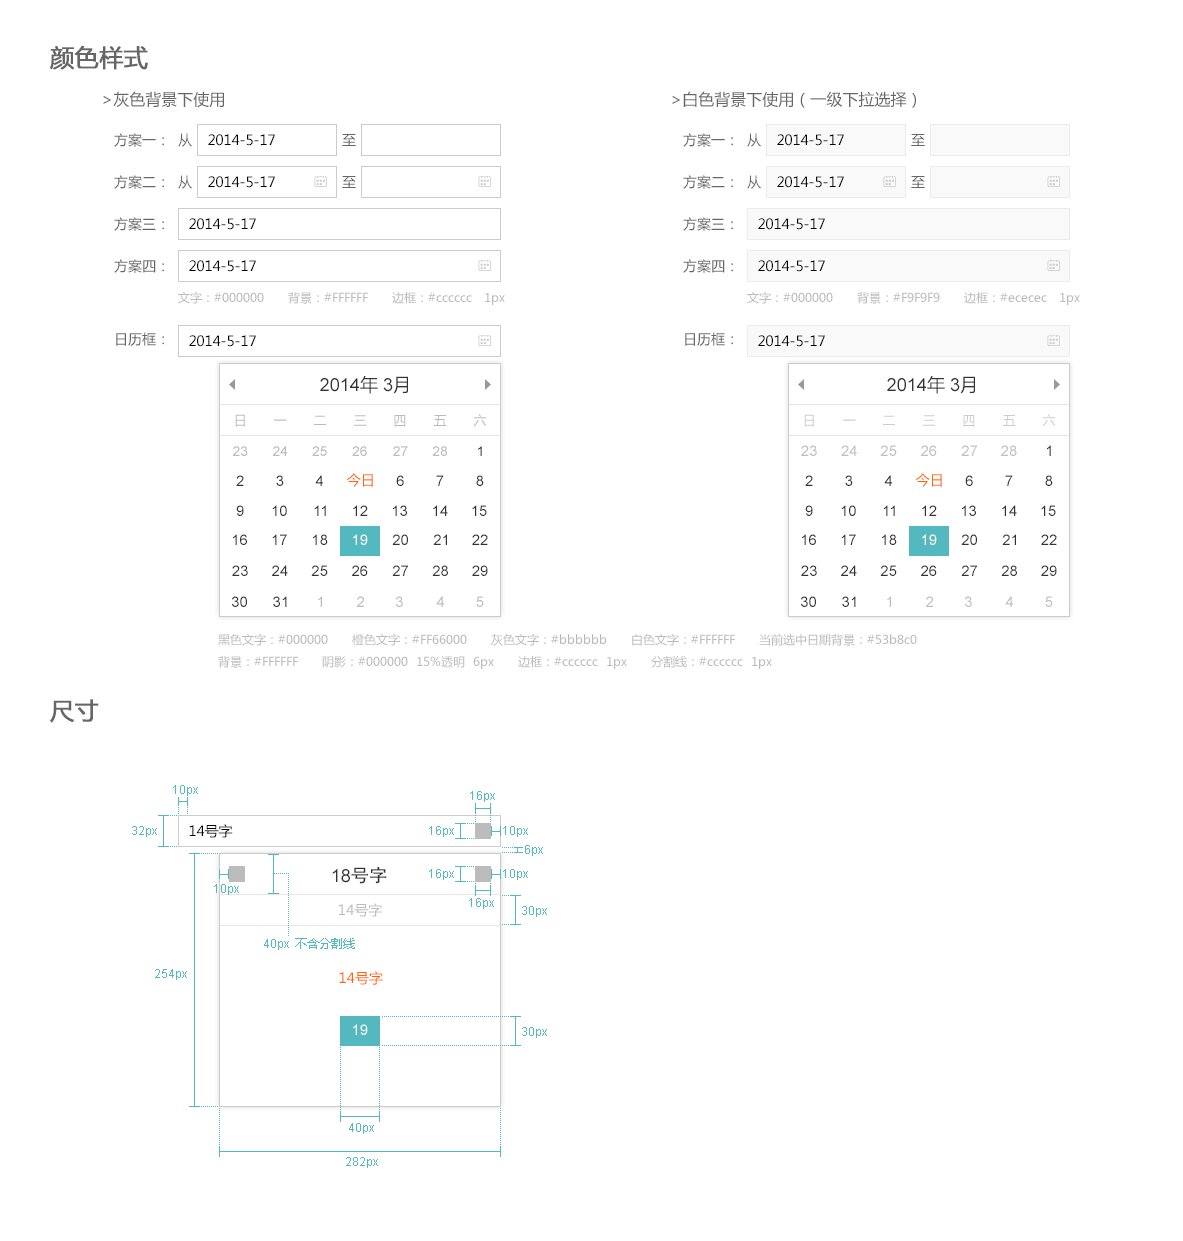 颜色样式
>灰色背景下使用
方案一： 从 2014-5-17 至
方案二： 从 2014-5-17 至
方案三： 2014-5-17
方案四： 2014-5-17
文字：#000000 背景：#FFFFFF 边框：#cccccc 1px
日历框： 2014-5-17
2014年 3月
日 一 二 三 四 五 六
23 24 25 26 27 28 1
2 3 4 今日 6 7 8
9 10 11 12 13 14 15
16 17 18 19 20 21 22
23 24 25 26 27 28 29
30 31 1 2 3 4 5
>白色背景下使用（一级下拉选择）
方案一： 从 2014-5-17 至
方案二： 从 2014-5-17 至
方案三： 2014-5-17
方案四： 2014-5-17
文字：#000000 背景：#F9F9F9 边框：#ececec 1px
日历框： 2014-5-17
2014年 3月
日 一 二 三 四 五 六
23 24 25 26 27 28 1
2 3 4 今日 6 7 8
9 10 11 12 13 14 15
16 17 18 19 20 21 22
23 24 25 26 27 28 29
30 31 1 2 3 4 5
黑色文字：#000000 橙色文字：#FF66000 灰色文字：#bbbbbb 白色文字：#FFFFFF 当前选中日期背景：#53b8c0
背景：#FFFFFF 阴影：#000000 15%透明 6px 边框：#cccccc 1px 分割线：#cccccc 1px
尺寸
10px
16px
32px 14号字 16px 10px
6px
18号字 16px 10px
10px
16px
14号字 30px
40px 不含分割线
254px 14号字
19 30px
40px
282px